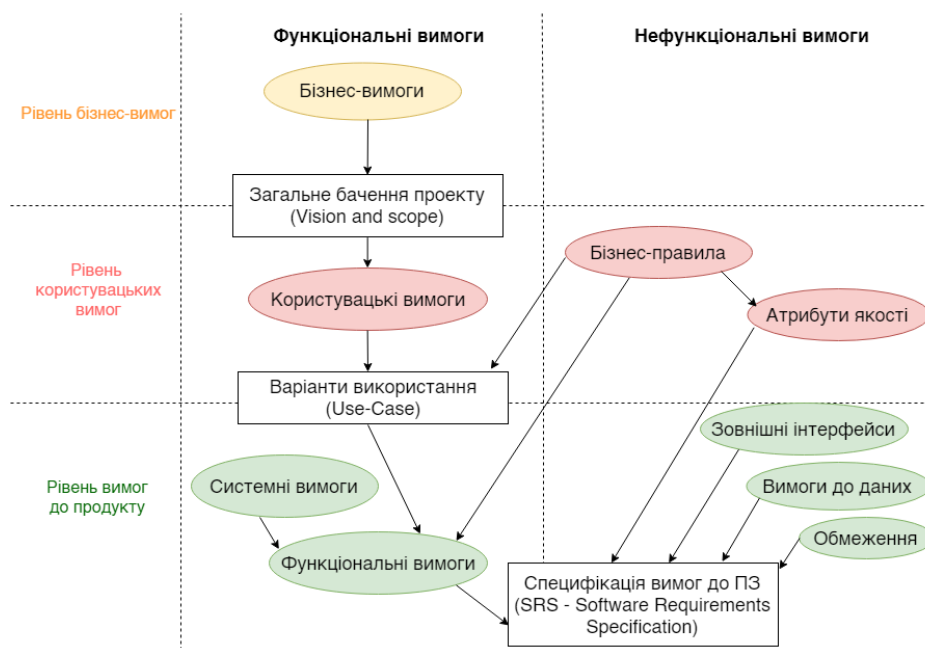 Функціональні вимоги
Нефункціональні вимоги
Рівень бізнес-вимог
Бізнес-вимоги
Загальне бачення проекту
(Vision and scope)
Рівень
користувацьких
вимог
Користувацькі вимоги
Бізнес-правила
Атрибути якості
Варіанти використання
(Use-Case)
Рівень вимог
до продукту
Системні вимоги
Функціональні вимоги
Зовнішні інтерфейси
Вимоги до даних
Обмеження
Специфікація вимог до ПЗ
(SRS - Software Requirements
Specification)